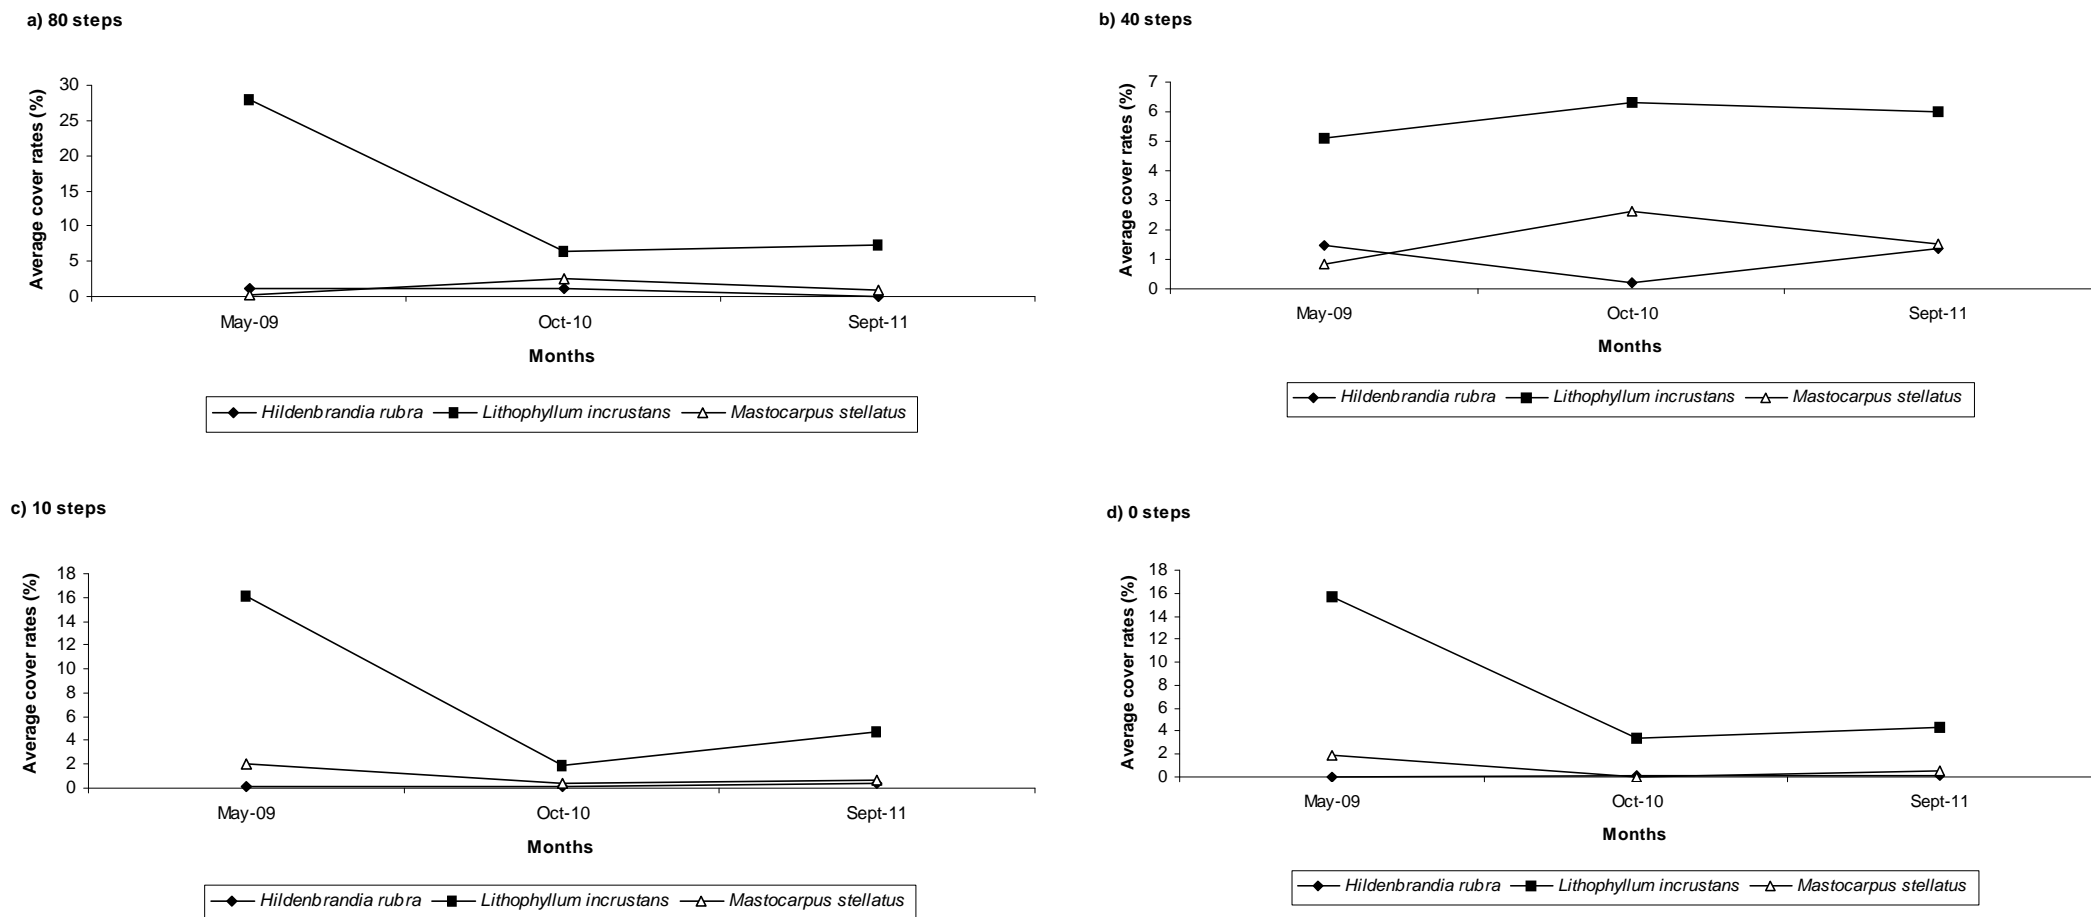 a) 80 steps
Average cover rates (%)
30
25
20
15
10
5
0
May-09 Oct-10 Sept-11
Months
Hildenbrandia rubra Lithophyllum incrustans Mastocarpus stellatus
b) 40 steps
Average cover rates (%)
7
6
5
4
3
2
1
0
May-09 Oct-10 Sept-11
Months
Hildenbrandia rubra Lithophyllum incrustans Mastocarpus stellatus
c) 10 steps
Average cover rates (%)
18
16
14
12
10
8
6
4
2
0
May-09 Oct-10 Sept-11
Months
Hildenbrandia rubra Lithophyllum incrustans Mastocarpus stellatus
d) 0 steps
Average cover rates (%)
18
16
14
12
10
8
6
4
2
0
May-09 Oct-10 Sept-11
Months
Hildenbrandia rubra Lithophyllum incrustans Mastocarpus stellatus